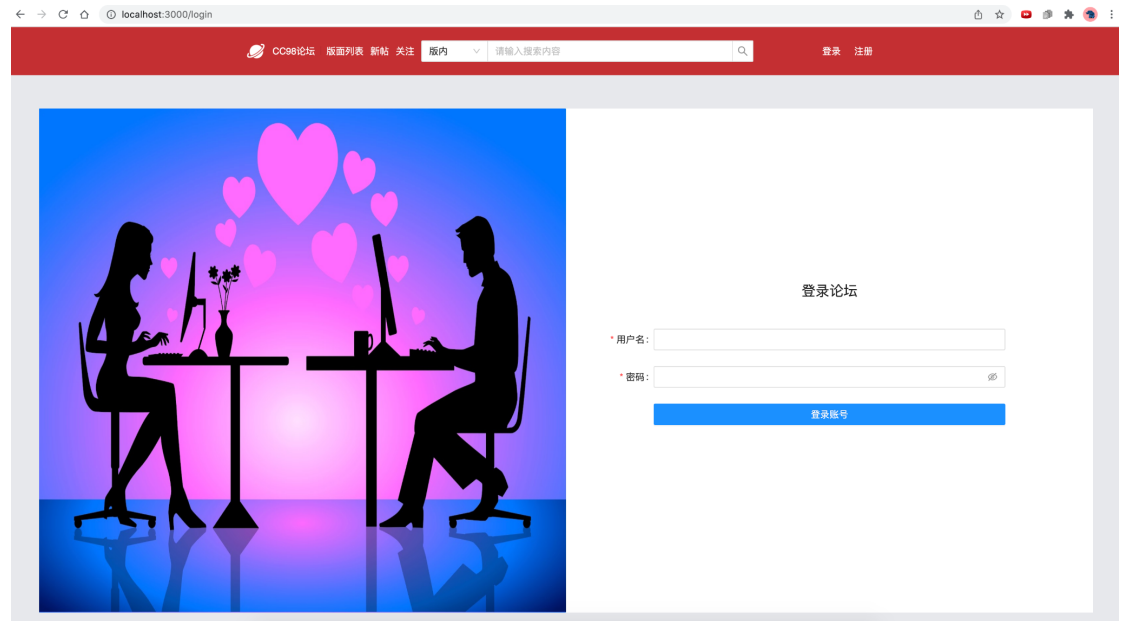 localhost:3000/login
CC98论坛 版面列表 新帖 关注 版内 请输入搜索内容 登录 注册
登录论坛
* 用户名:
* 密码:
登录账号